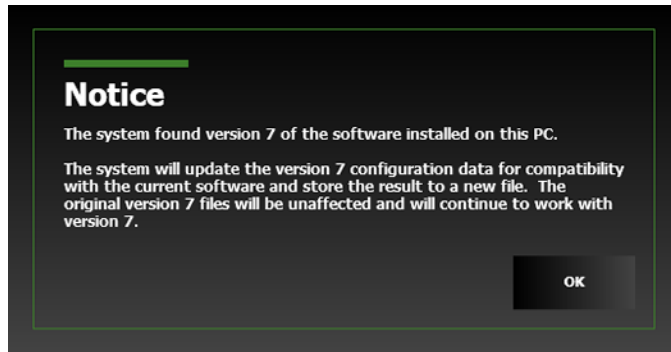 Notice
The system found version 7 of the software installed on this PC.
The system will update the version 7 configuration data for compatibility
with the current software and store the result to a new file.  The
original version 7 files will be unaffected and will continue to work with
version 7.
OK